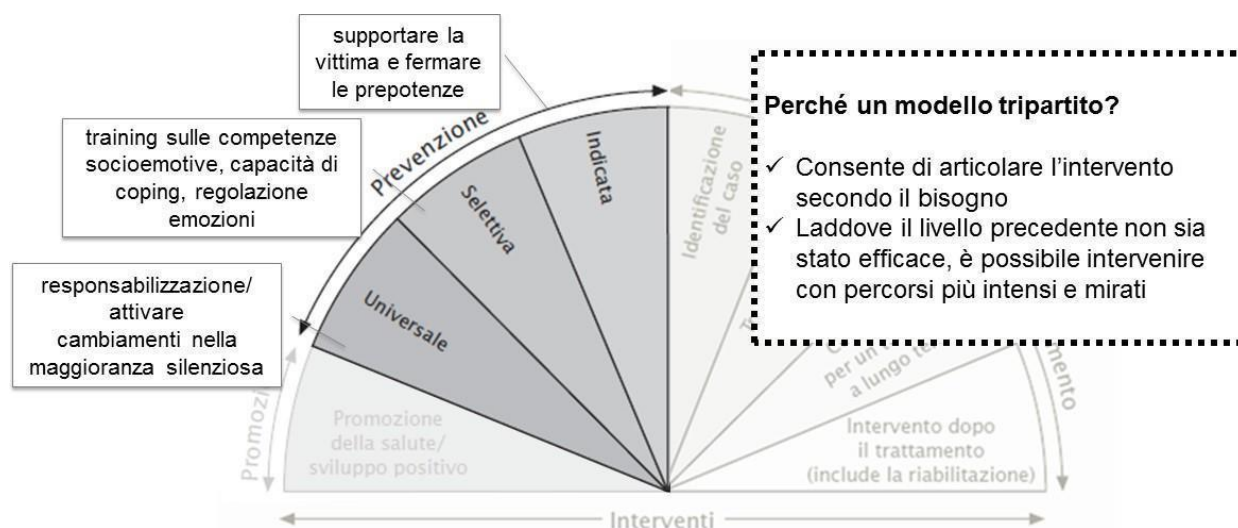 supportare la
vittima e fermare
le prepotenze
training sulle competenze
socioemotive, capacità di
coping, regolazione
emozioni
responsabilizzazione/
attivare
cambiamenti nella
maggioranza silenziosa
Prevenzione
Universale
Selettiva
Indicata
Identificazione
del caso
Perché un modello tripartito?
✓ Consente di articolare l'intervento
secondo il bisogno
✓ Laddove il livello precedente non sia
stato efficace, è possibile intervenire
con percorsi più intensi e mirati
per un
a lungo
Promozione
della salute/
sviluppo positivo
Intervento dopo
il trattamento
(include la riabilitazione)
Interventi